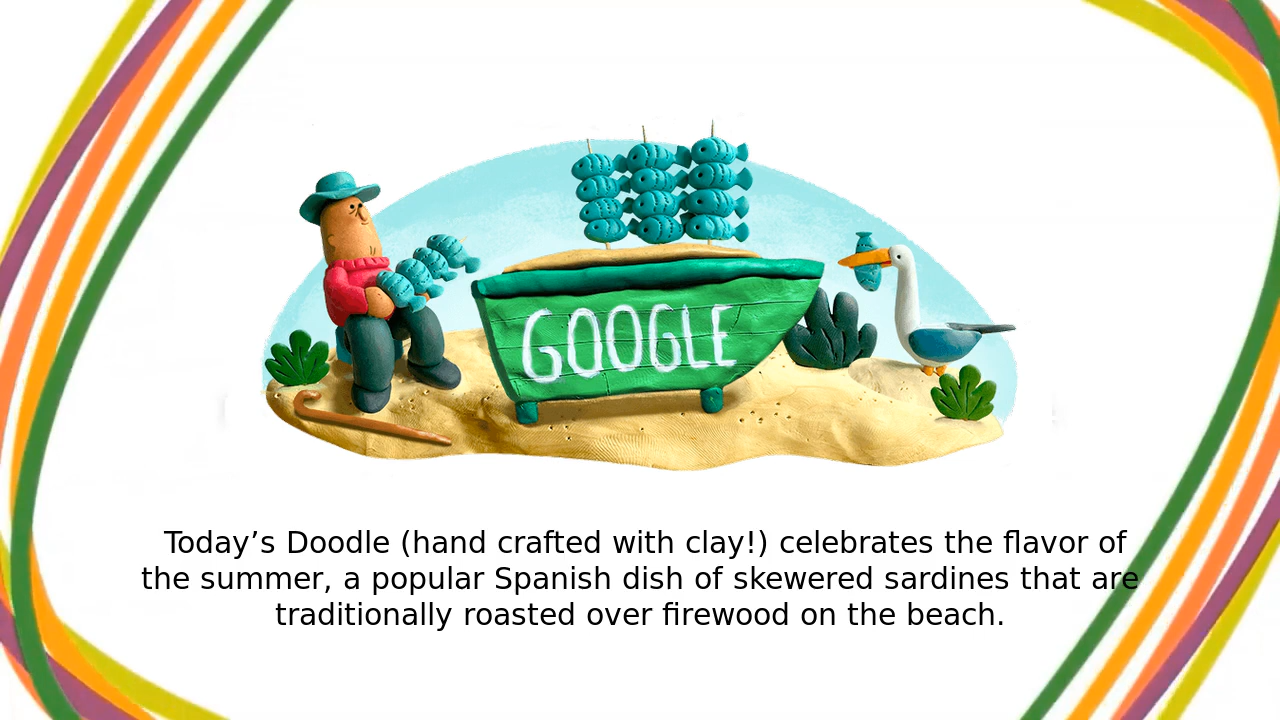 GOOGLE
Today’s Doodle (hand crafted with clay!) celebrates the flavor of
the summer, a popular Spanish dish of skewered sardines that are
traditionally roasted over firewood on the beach.